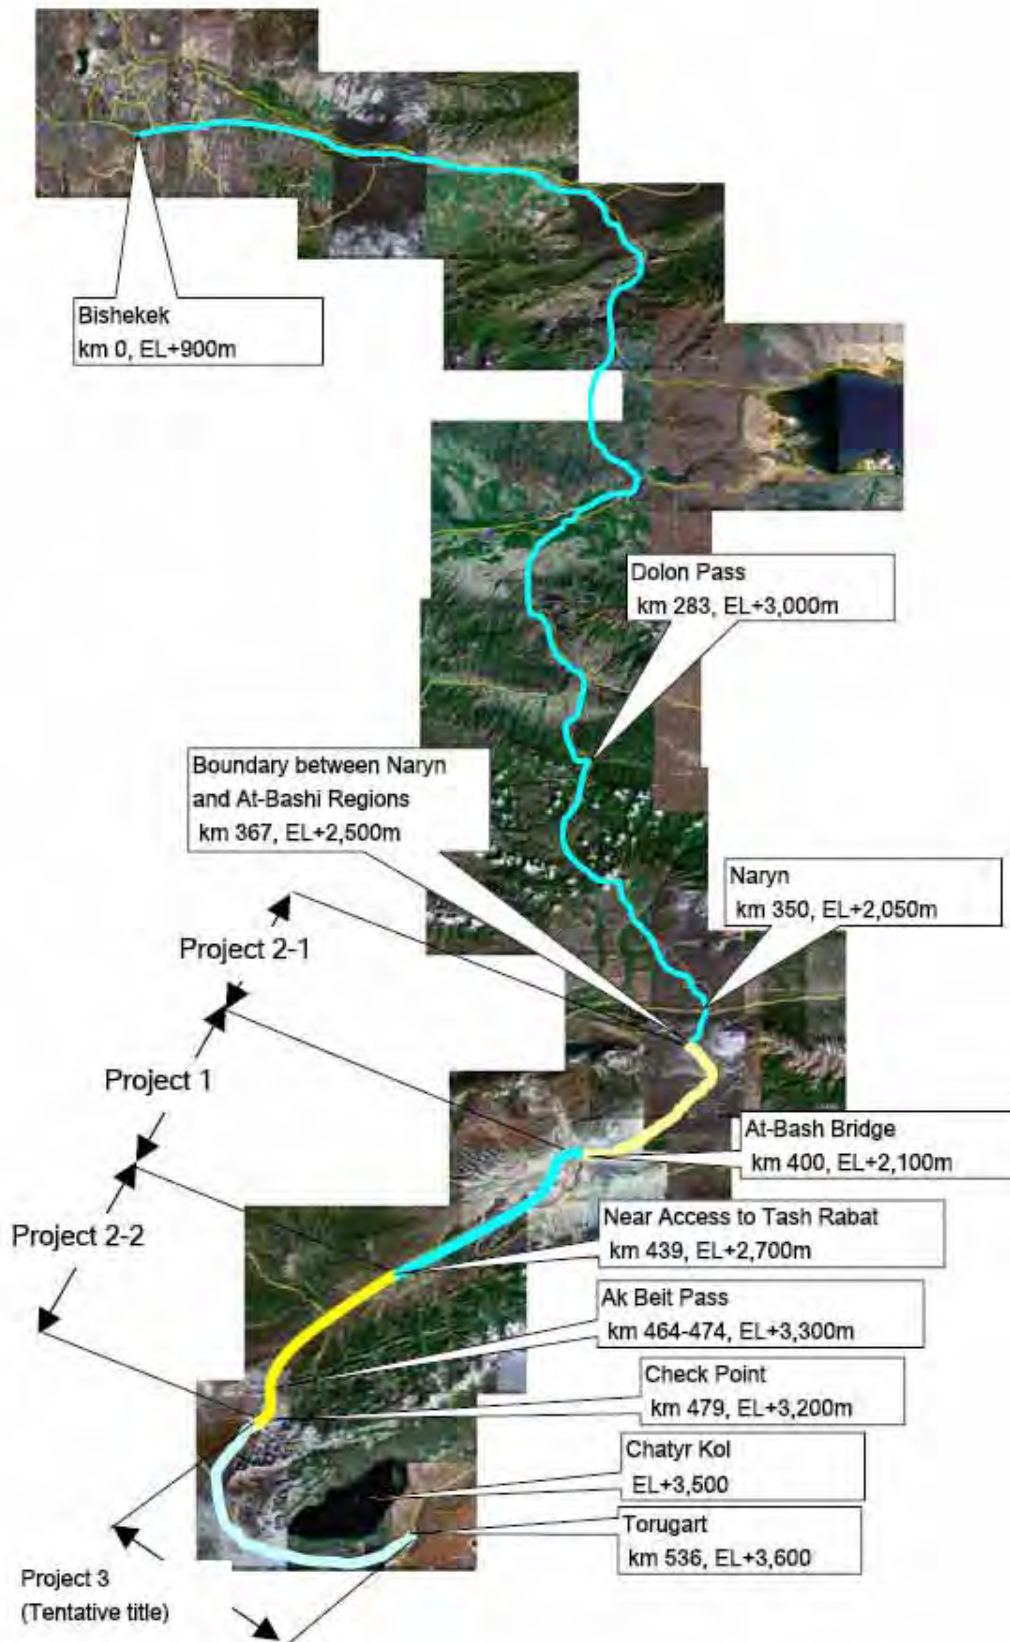 Bishekek
km 0, EL+900m
Dolon Pass
km 283, EL+3,000m
Boundary between Naryn
and At-Bashi Regions
km 367, EL+2,500m
Naryn
km 350, EL+2,050m
Project 2-1
Project 1
At-Bash Bridge
km 400, EL+2,100m
Project 2-2
Near Access to Tash Rabat
km 439, EL+2,700m
Ak Beit Pass
km 464-474, EL+3,300m
Check Point
km 479, EL+3,200m
Chatyr Kol
EL+3,500
Torugart
km 536, EL+3,600
Project 3
(Tentative title)